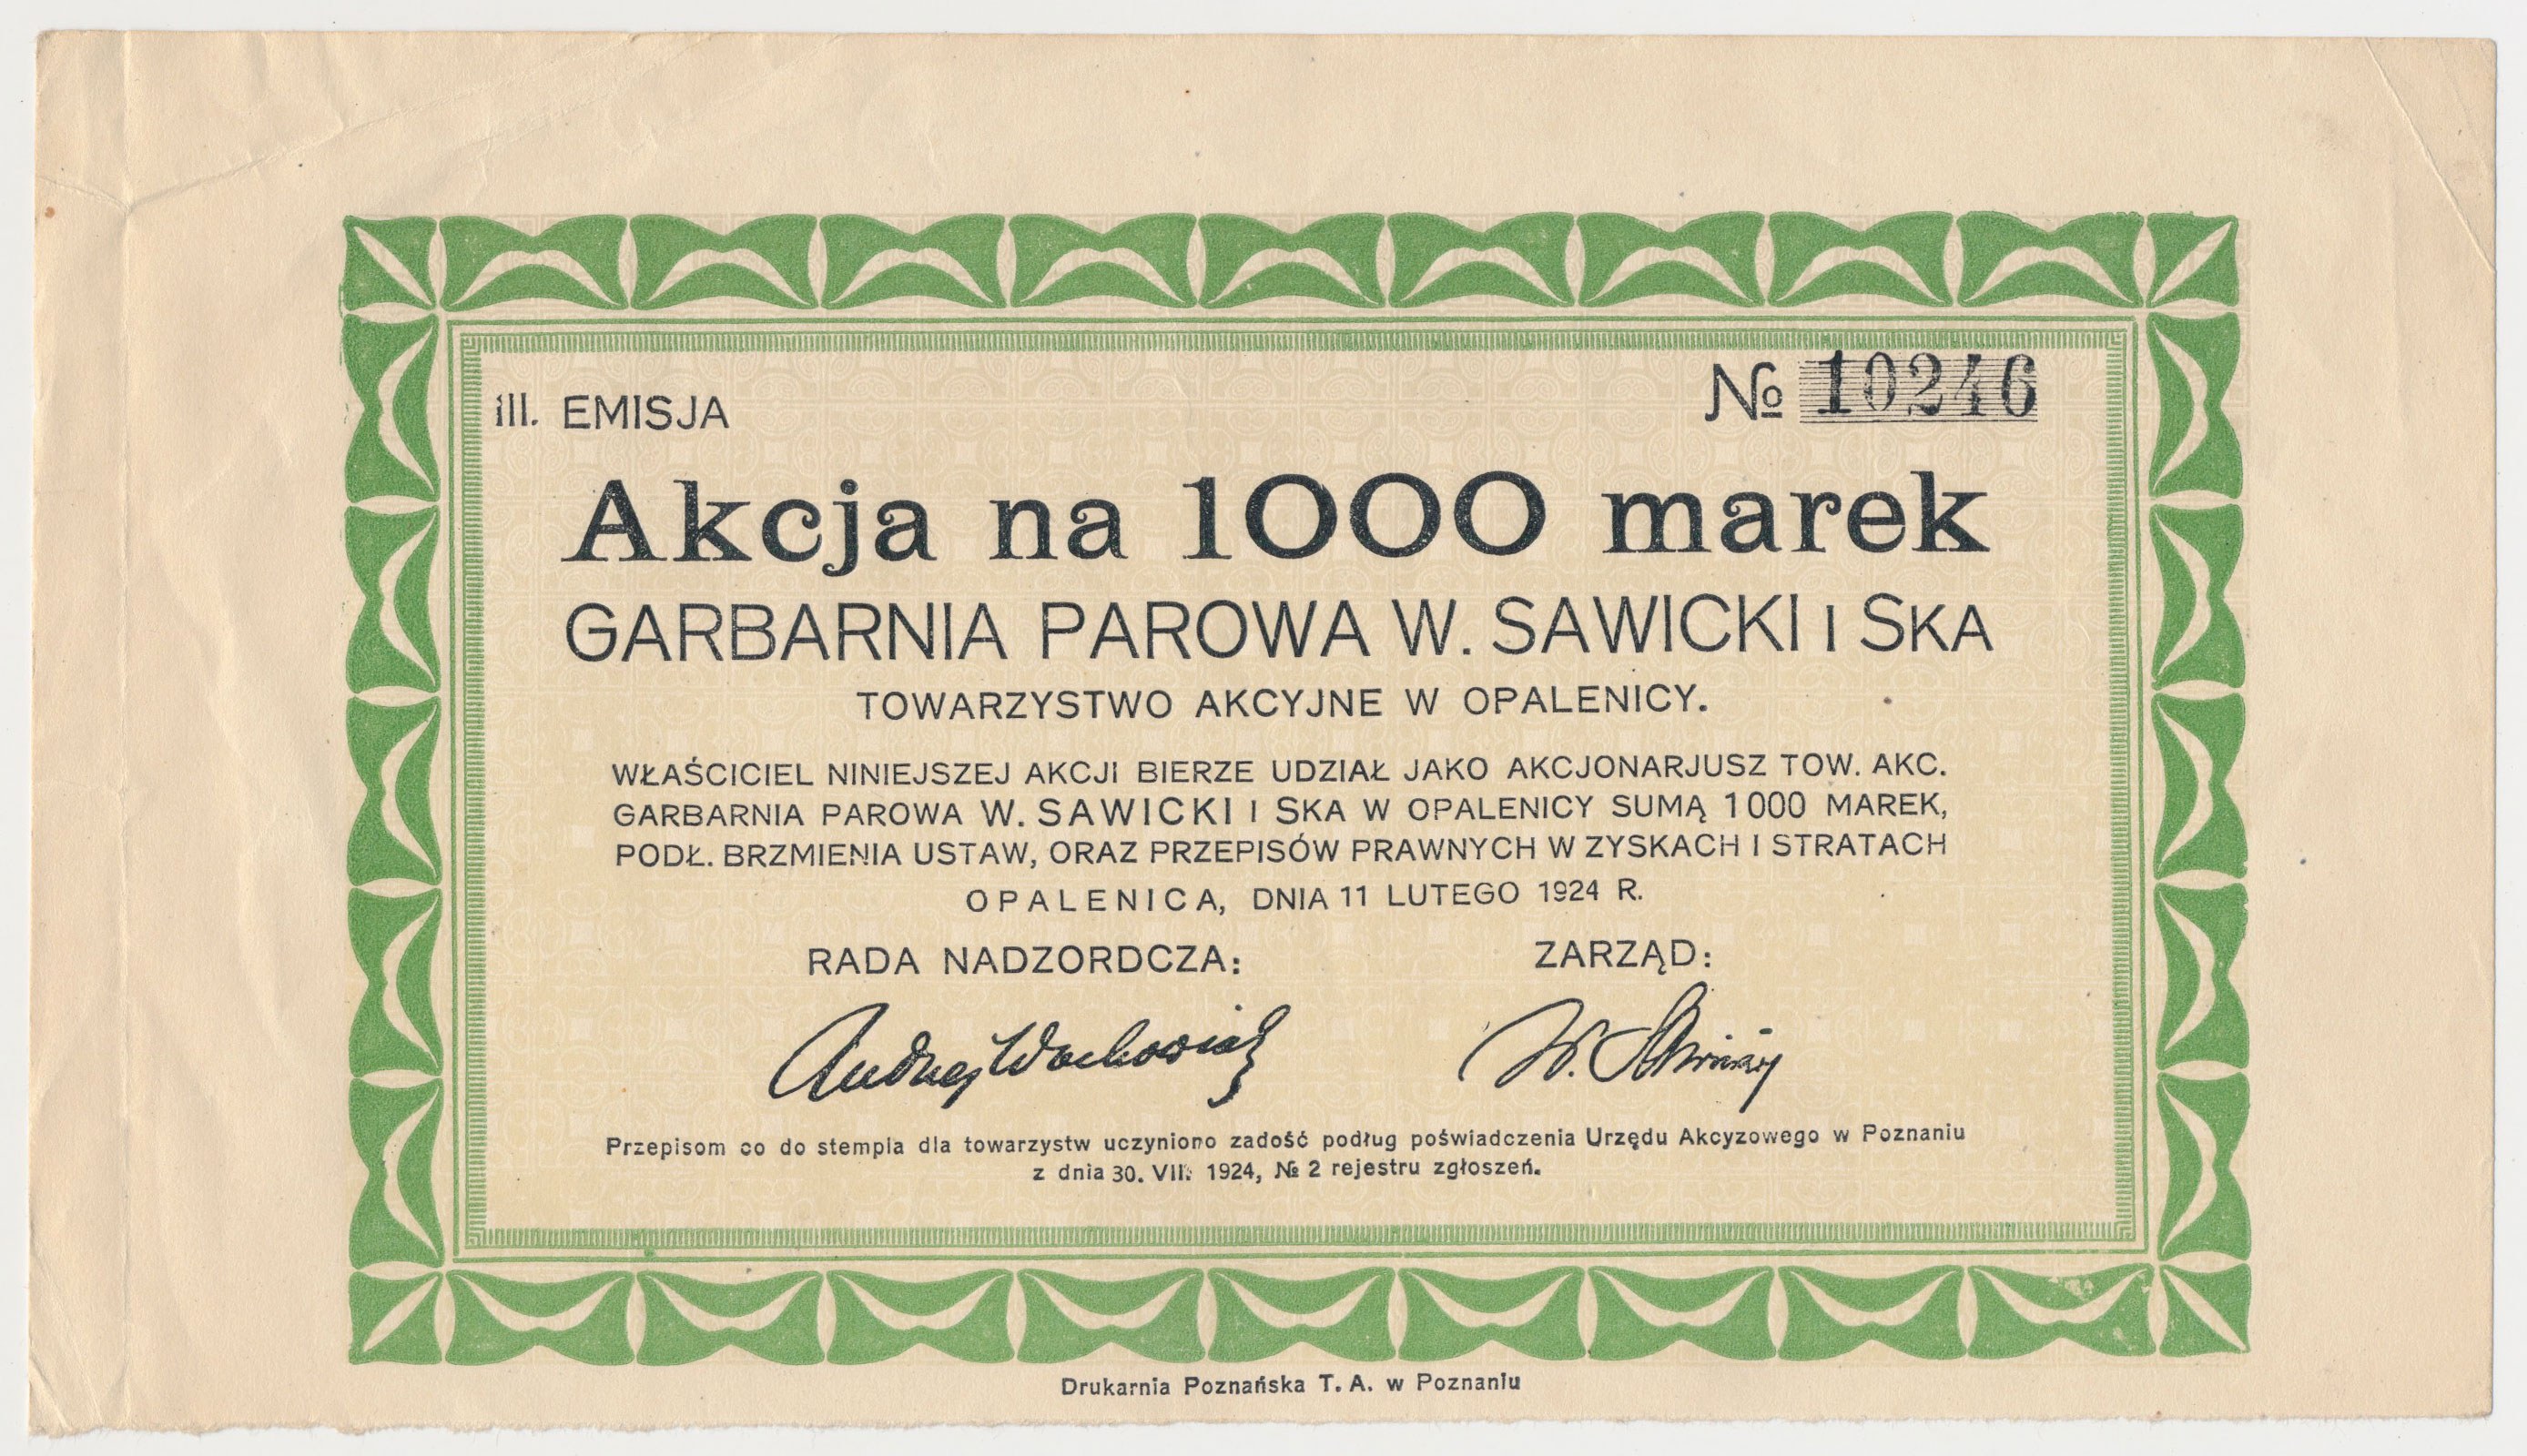 III. EMISJA
№ 10246
Akcja na 1000 marek
GARBARNIA PAROWA W. SAWICKI I SKA
TOWARZYSTWO AKCYJNE W OPALENICY.
WŁAŚCICIEL NINIEJSZEJ AKCJI BIERZE UDZIAŁ JAKO AKCJONARJUSZ TOW. AKC.
GARBARNIA PAROWA W. SAWICKI I SKA W OPALENICY SUMĄ 1000 MAREK,
PODŁ. BRZMIENIA USTAW, ORAZ PRZEPISÓW PRAWNYCH W ZYSKACH I STRATACH
OPALENICA, DNIA 11 LUTEGO 1924 R.
RADA NADZORDCZA:
ZARZĄD:
Andrzej Wachowiak
W.
Przepisom co do stempla dla towarzystw uczyniono zadość podług poświadczenia Urzędu Akcyzowego w Poznaniu
z dnia 30. VII. 1924, № 2 rejestru zgłoszeń.
Drukarnia Poznańska T. A. w Poznaniu